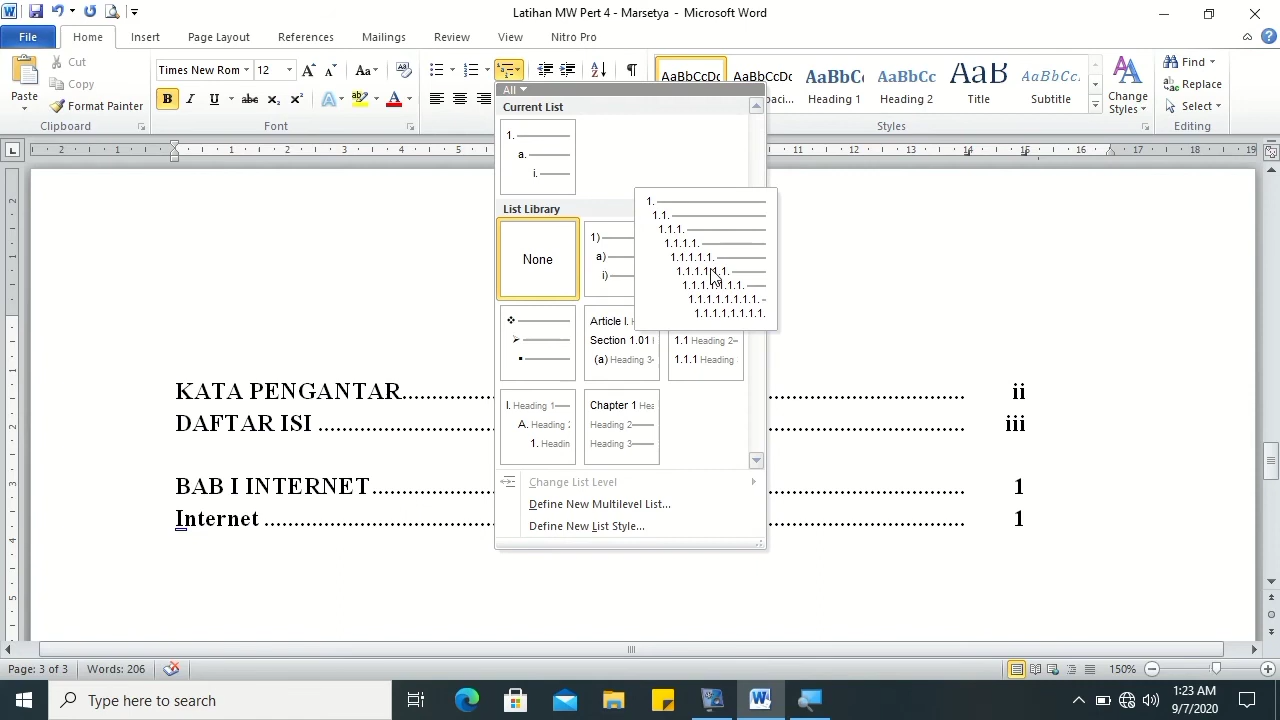 Latihan MW Pert 4 - Marsetya - Microsoft Word
File Home Insert Page Layout References Mailings Review View Nitro Pro
Paste
Cut
Copy
Format Painter
Clipboard
Times New Rom 12
Font
AaBbCcDc AaBbCcDc AaBbC AaBbCc AaB AaBbCc
paci... Heading 1 Heading 2 Title Subtitle
Change Styles
Styles
Find
Replace
Select
Editing
All
Current List
1.
a.
i.
List Library
None
1)
a)
i)
1.
1.1.
1.1.1.
1.1.1.1.
1.1.1.1.1.
1.1.1.1.1.1.
1.1.1.1.1.1.1.
1.1.1.1.1.1.1.1.
1.1.1.1.1.1.1.1.1.
Article I. H
Section 1.01
(a) Heading 3
1.1 Heading 2
1.1.1 Heading
I. Heading 1
A. Heading
1. Headin
Chapter 1 Hea
Heading 2
Heading 3
Change List Level
Define New Multilevel List...
Define New List Style...
KATA PENGANTAR.................... ii
DAFTAR ISI .................... iii
BAB I INTERNET.................... 1
Internet .................... 1
Page: 3 of 3 Words: 206 150%
Type here to search
1:23 AM
9/7/2020